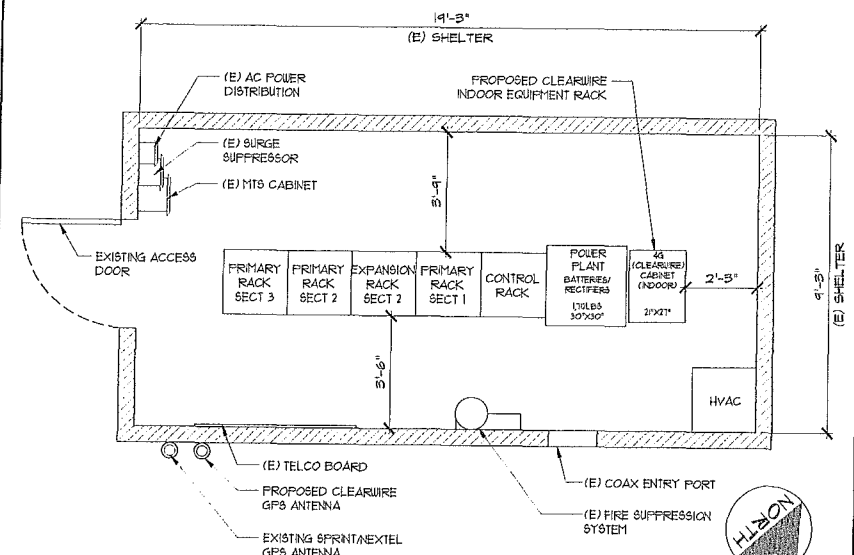 19'-3"
(E) SHELTER
(E) AC POWER
DISTRIBUTION
PROPOSED CLEARWIRE
INDOOR EQUIPMENT RACK
(E) SURGE
SUPPRESSOR
(E) MTS CABINET
3'-9"
EXISTING ACCESS
DOOR
PRIMARY
RACK
SECT 3
PRIMARY
RACK
SECT 2
EXPANSION
RACK
SECT 2
PRIMARY
RACK
SECT 1
CONTROL
RACK
POWER
PLANT
BATTERIES/
RECTIFIERS
30"X30"
4G
(CLEARWIRE)
CABINET
(INDOOR)
21"X27"
2'-3"
9'-3"
(E) SHELTER
3'-6"
HVAC
(E) TELCO BOARD
PROPOSED CLEARWIRE
GPS ANTENNA
EXISTING SPRINT/NEXTEL
GPS ANTENNA
(E) COAX ENTRY PORT
(E) FIRE SUPPRESSION
SYSTEM
NORTH